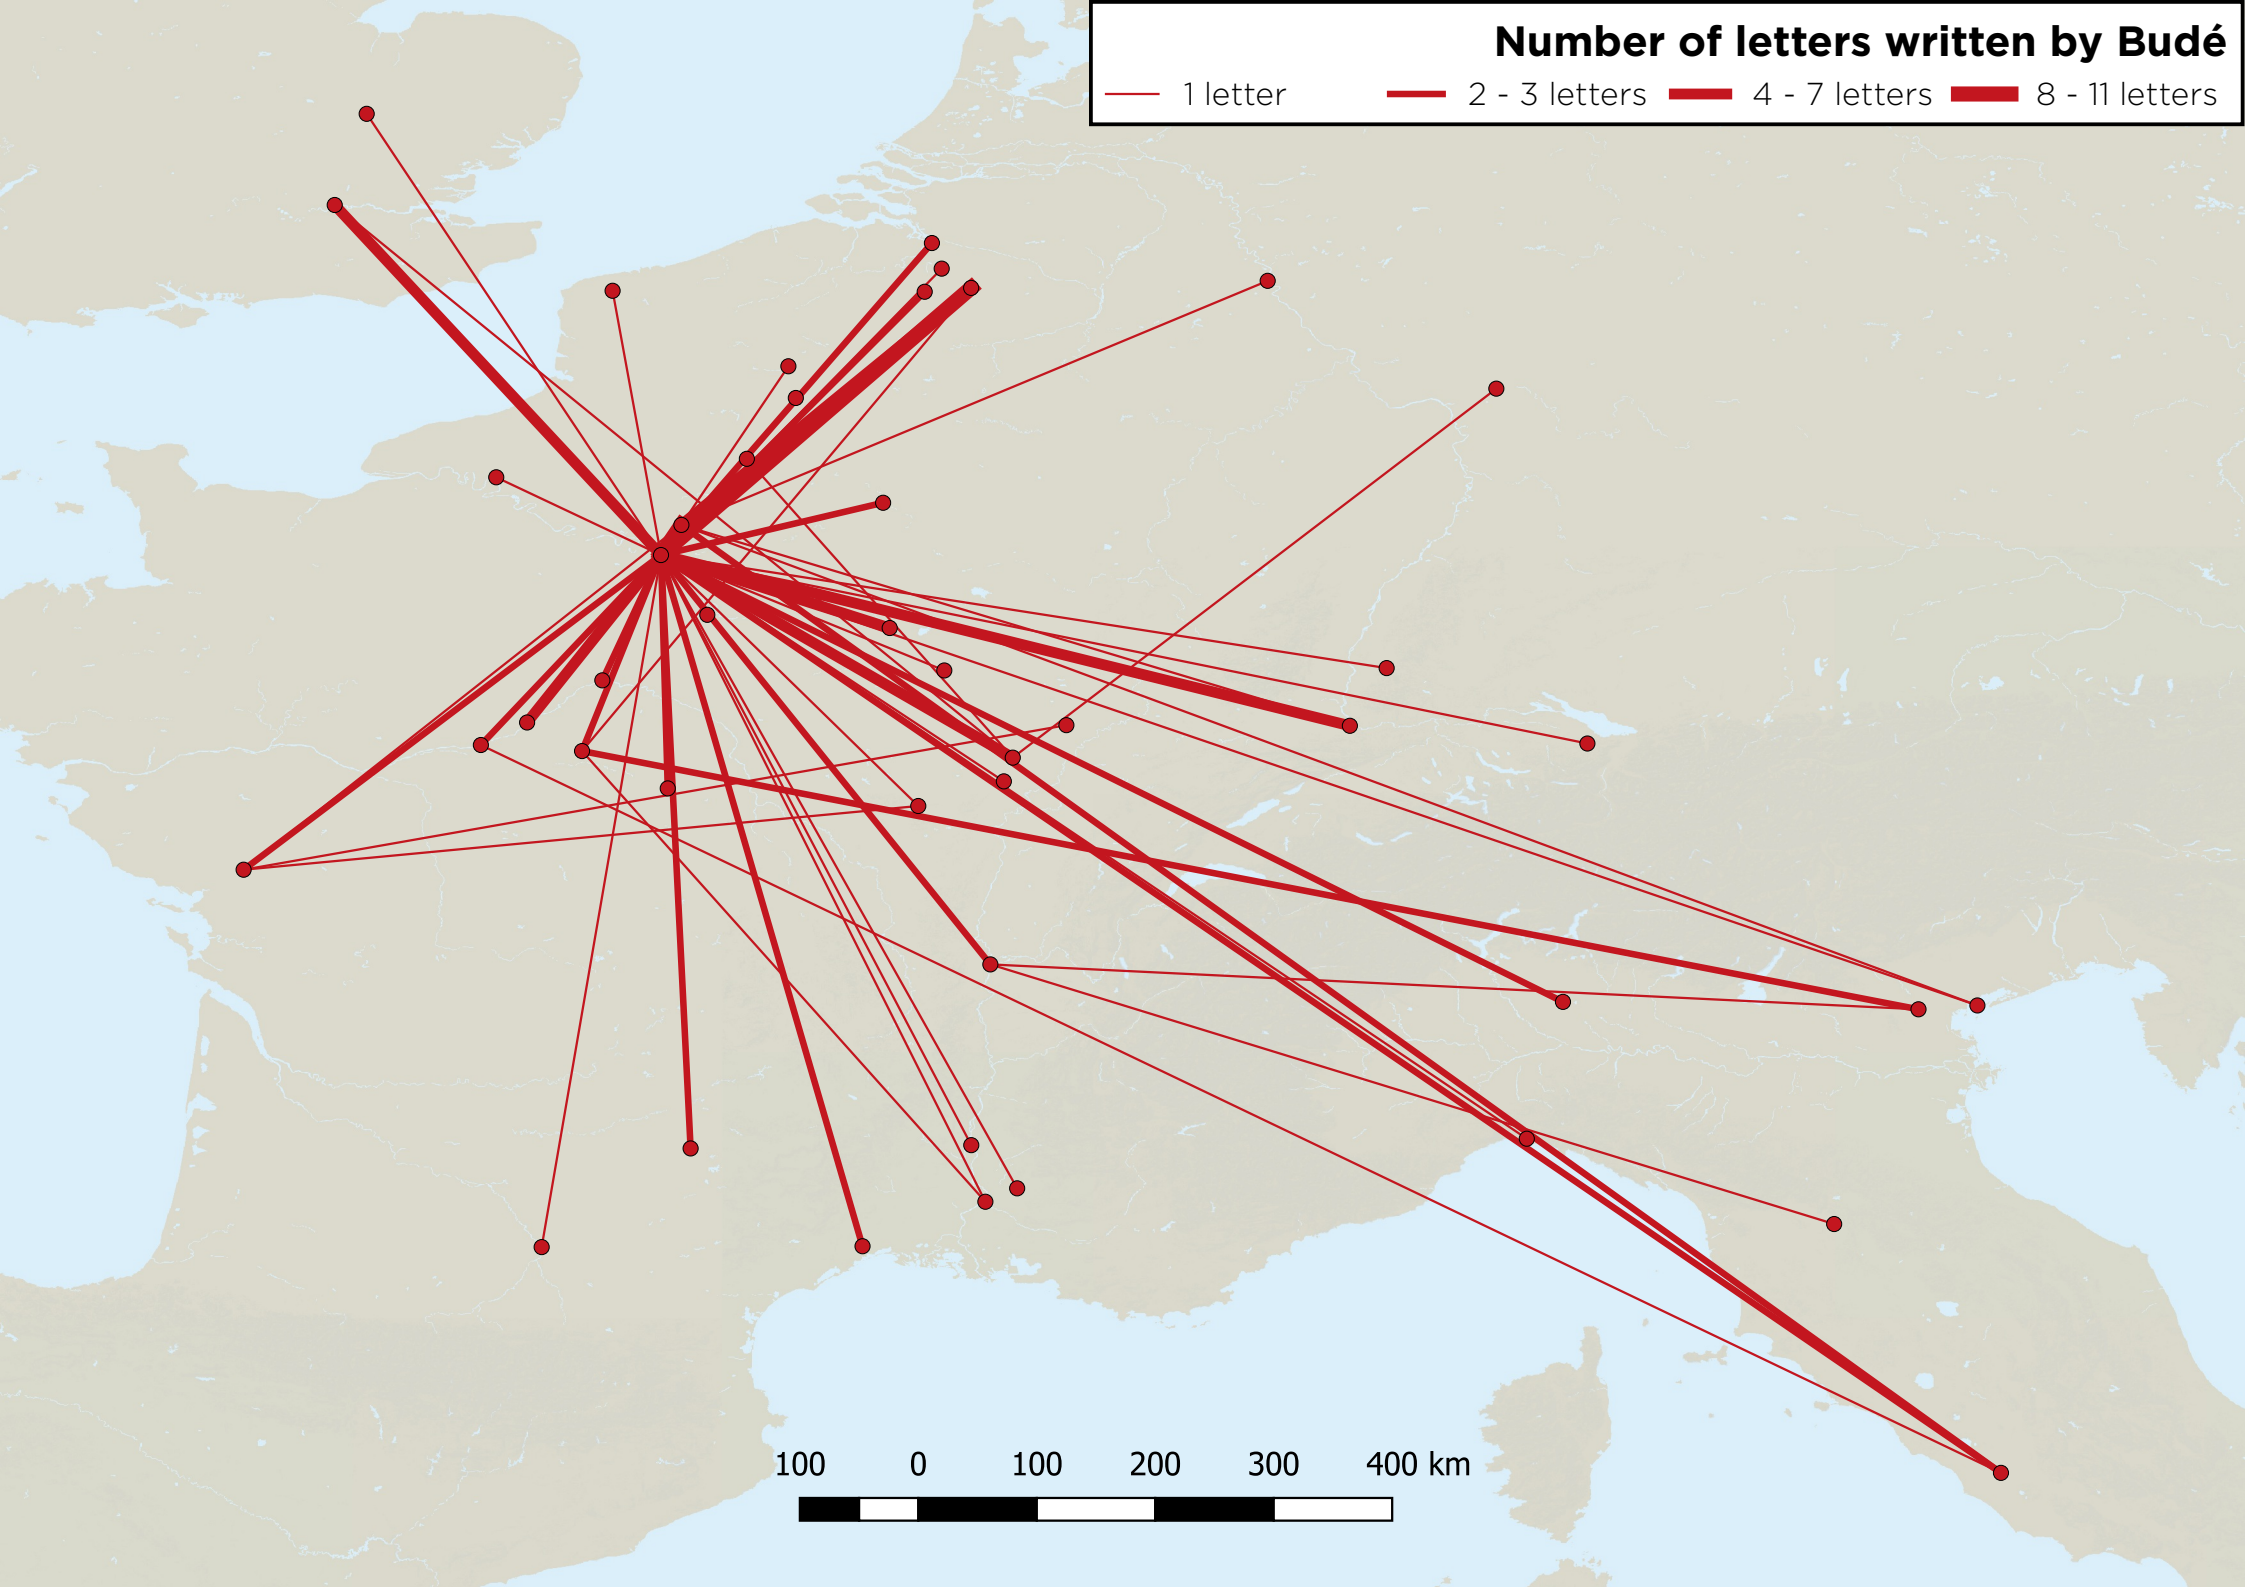 Number of letters written by Budé
1 letter 2 - 3 letters 4 - 7 letters 8 - 11 letters
100 0 100 200 300 400 km